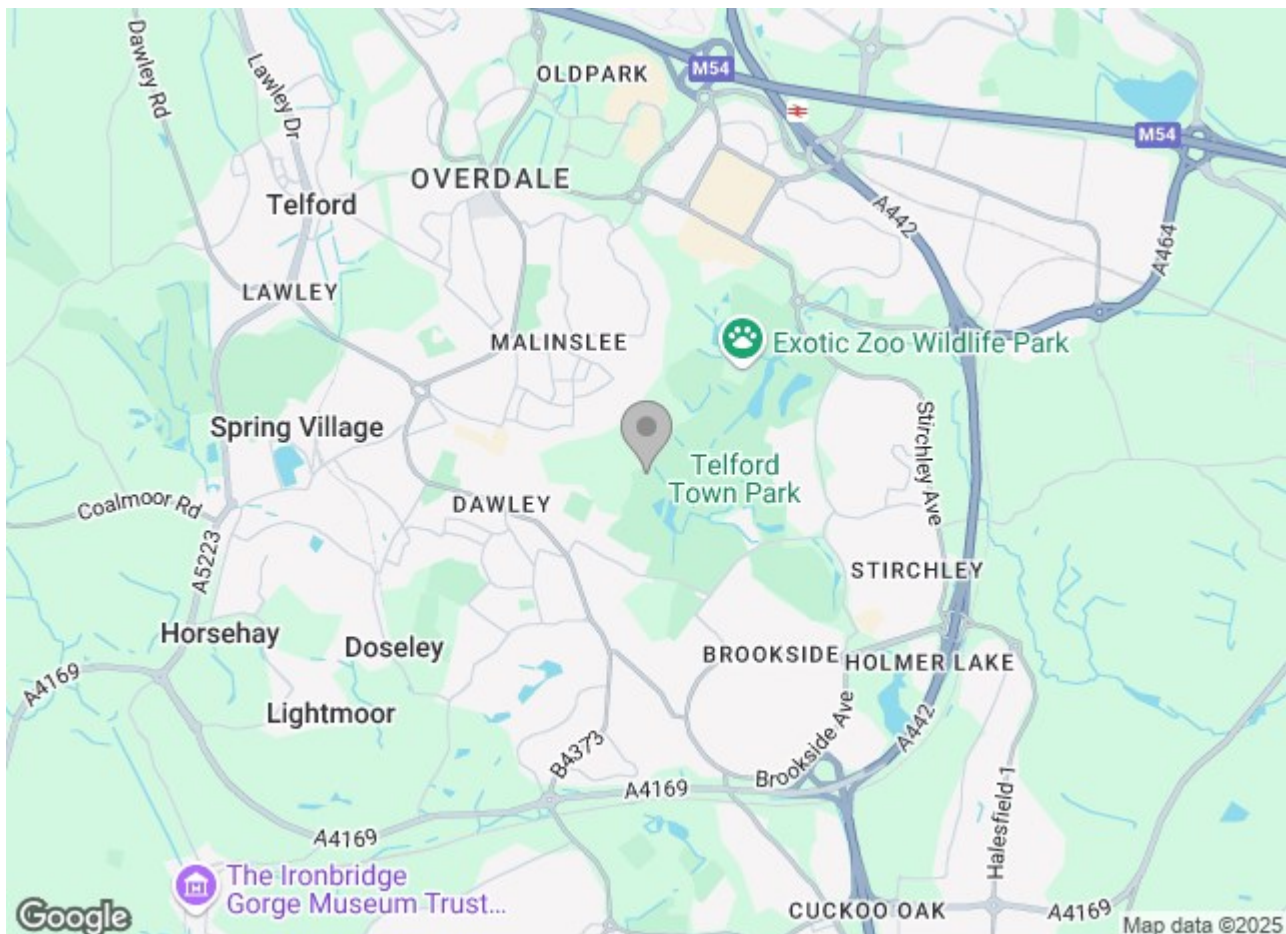 Dawley Rd
Lawley Dr
OLDPARK
M54
M54
OVERDALE
Telford
A442
A464
LAWLEY
MALINSLEE
Exotic Zoo Wildlife Park
Spring Village
Stirchley Ave
Telford
Town Park
Coalmoor Rd
DAWLEY
A5223
STIRCHLEY
Horsehay
Doseley
BROOKSIDE
HOLMER LAKE
A4169
Lightmoor
Brookside Ave
A442
B4373
A4169
Halesfield 1
A4169
The Ironbridge
Gorge Museum Trust...
CUCKOO OAK
A4169
Google
Map data ©2025